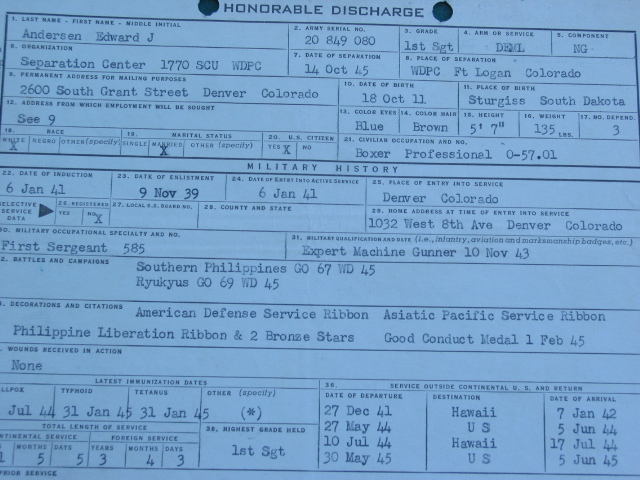 HONORABLE DISCHARGE
1. LAST NAME - FIRST NAME - MIDDLE INITIAL
Andersen Edward J
2. ARMY SERIAL NO.
20 849 080
3. GRADE
1st Sgt
4. ARM OR SERVICE
DEML
5. COMPONENT
NG
6. ORGANIZATION
Separation Center 1770 SCU WDPC
7. DATE OF SEPARATION
14 Oct 45
8. PLACE OF SEPARATION
WDPC Ft Logan Colorado
9. PERMANENT ADDRESS FOR MAILING PURPOSES
2600 South Grant Street Denver Colorado
10. DATE OF BIRTH
18 Oct 11
11. PLACE OF BIRTH
Sturgiss South Dakota
12. ADDRESS FROM WHICH EMPLOYMENT WILL BE SOUGHT
See 9
13. COLOR EYES
Blue
14. COLOR HAIR
Brown
15. HEIGHT
5' 7"
16. WEIGHT
135 LBS.
17. NO. DEPEND.
3
18. RACE
WHITE X NEGRO OTHER (specify)
19. MARITAL STATUS
SINGLE MARRIED X OTHER (specify)
20. U.S. CITIZEN
YES X NO
21. CIVILIAN OCCUPATION AND NO.
Boxer Professional 0-57.01
MILITARY HISTORY
22. DATE OF INDUCTION
6 Jan 41
23. DATE OF ENLISTMENT
9 Nov 39
24. DATE OF ENTRY INTO ACTIVE SERVICE
6 Jan 41
25. PLACE OF ENTRY INTO SERVICE
Denver Colorado
SELECTIVE SERVICE DATA
26. REGISTERED
YES NO X
27. LOCAL S.S. BOARD NO.
28. COUNTY AND STATE
29. HOME ADDRESS AT TIME OF ENTRY INTO SERVICE
1032 West 8th Ave Denver Colorado
30. MILITARY OCCUPATIONAL SPECIALTY AND NO.
First Sergeant 585
31. MILITARY QUALIFICATION AND DATE (i.e., infantry, aviation and marksmanship badges, etc.)
Expert Machine Gunner 10 Nov 43
2. BATTLES AND CAMPAIGNS
Southern Philippines GO 67 WD 45
Ryukyus GO 69 WD 45
DECORATIONS AND CITATIONS
American Defense Service Ribbon Asiatic Pacific Service Ribbon
Philippine Liberation Ribbon & 2 Bronze Stars Good Conduct Medal 1 Feb 45
WOUNDS RECEIVED IN ACTION
None
LATEST IMMUNIZATION DATES
LLPOX
Jul 44
TYPHOID
31 Jan 45
TETANUS
31 Jan 45
OTHER (specify)
(*)
36. SERVICE OUTSIDE CONTINENTAL U. S. AND RETURN
DATE OF DEPARTURE DESTINATION DATE OF ARRIVAL
27 Dec 41 Hawaii 7 Jan 42
27 May 44 U S 5 Jun 44
10 Jul 44 Hawaii 17 Jul 44
30 May 45 U S 5 Jun 45
TOTAL LENGTH OF SERVICE
NTINENTAL SERVICE FOREIGN SERVICE
MONTHS DAYS YEARS MONTHS DAYS
5 5 3 4 3
38. HIGHEST GRADE HELD
1st Sgt
PRIOR SERVICE